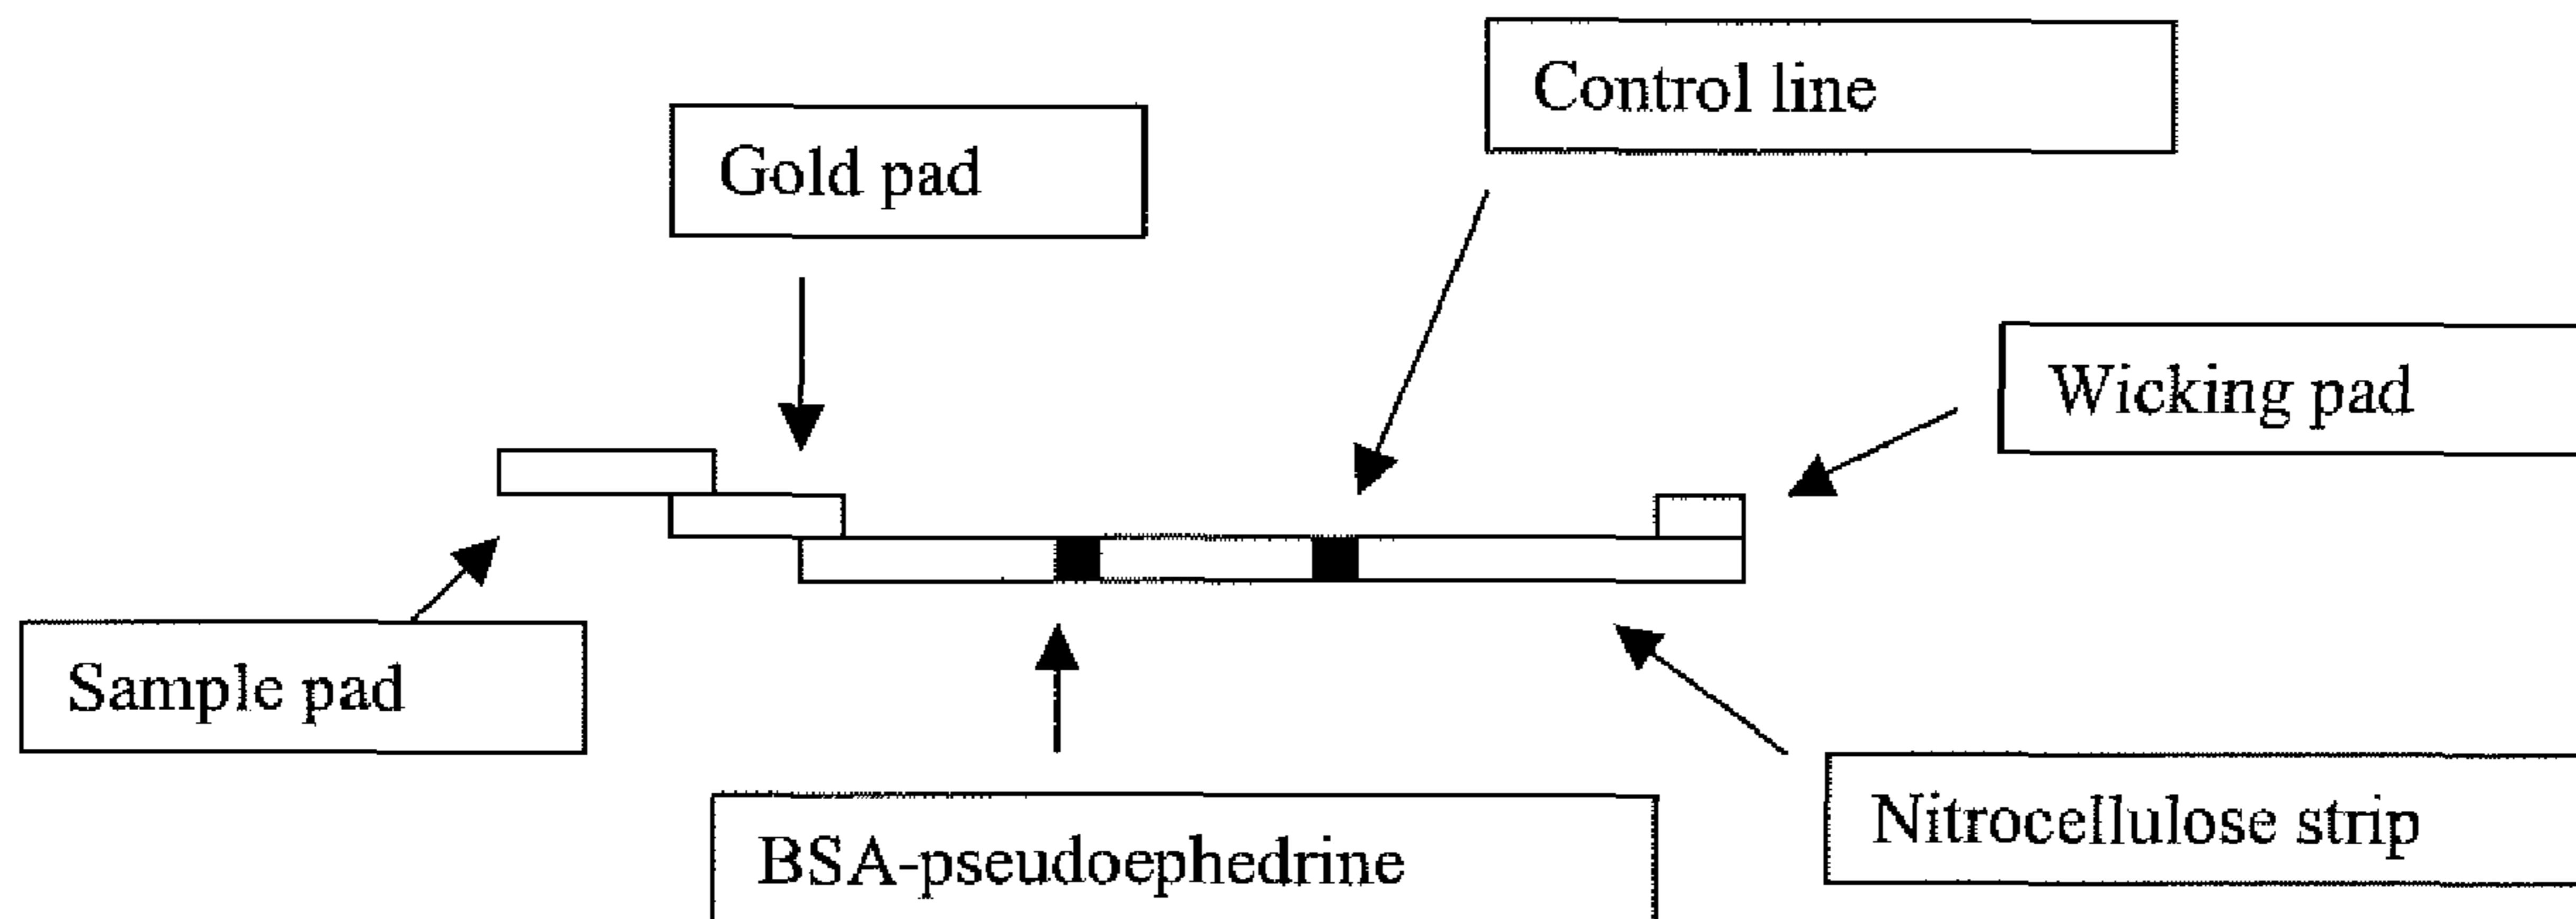 Control line
Gold pad
Wicking pad
Sample pad
Nitrocellulose strip
BSA-pseudoephedrine